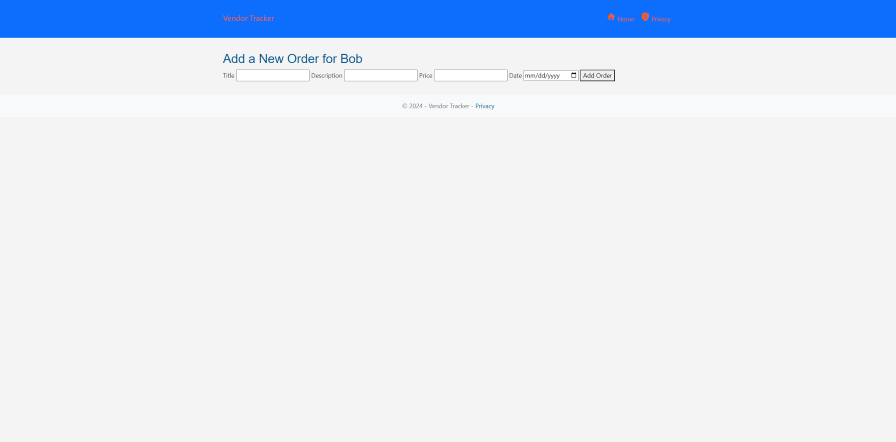 Vendor Tracker Home Privacy
Add a New Order for Bob
Title Description Price Date mm/dd/yyyy Add Order
© 2024 - Vendor Tracker - Privacy